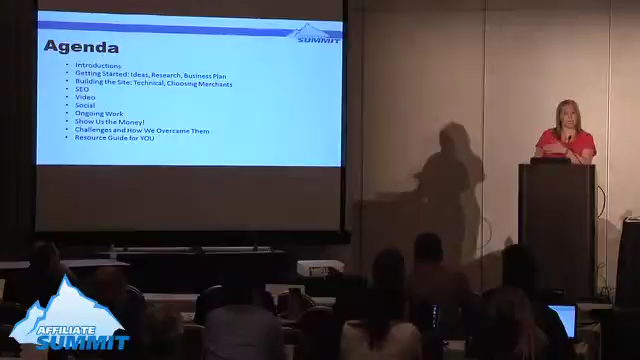 AFFILIATE
SUMMIT
Agenda
Introductions
Getting Started: Ideas, Research, Business Plan
Building the Site: Technical, Choosing Merchants
SEO
Video
Social
Ongoing Work
Show Us the Money!
Challenges and How We Overcame Them
Resource Guide for YOU
AFFILIATE
SUMMIT